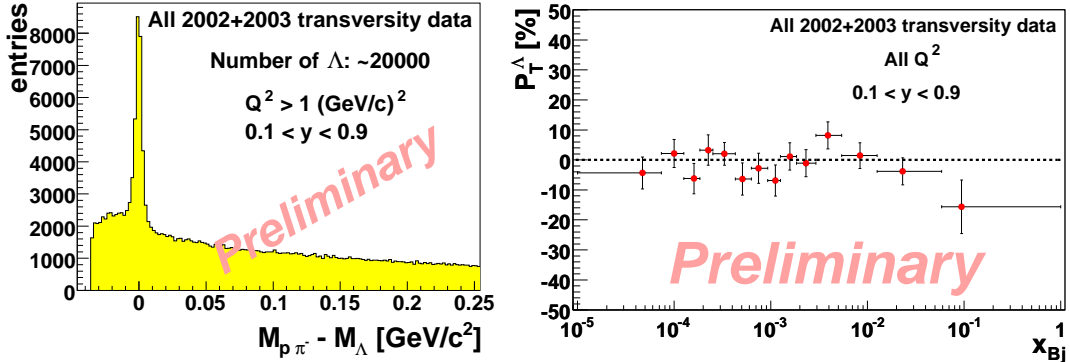 All 2002+2003 transversity data
Number of Λ: ~20000
Q² > 1 (GeV/c)²
0.1 < y < 0.9
Preliminary
entries
8000
7000
6000
5000
4000
3000
2000
1000
0
0 0.05 0.1 0.15 0.2 0.25
M_{p π⁻} - M_Λ [GeV/c²]
All 2002+2003 transversity data
All Q²
0.1 < y < 0.9
Preliminary
P_T^Λ [%]
50
40
30
20
10
0
-10
-20
-30
-40
-50
10⁻⁵ 10⁻⁴ 10⁻³ 10⁻² 10⁻¹ 1
x_{Bj}